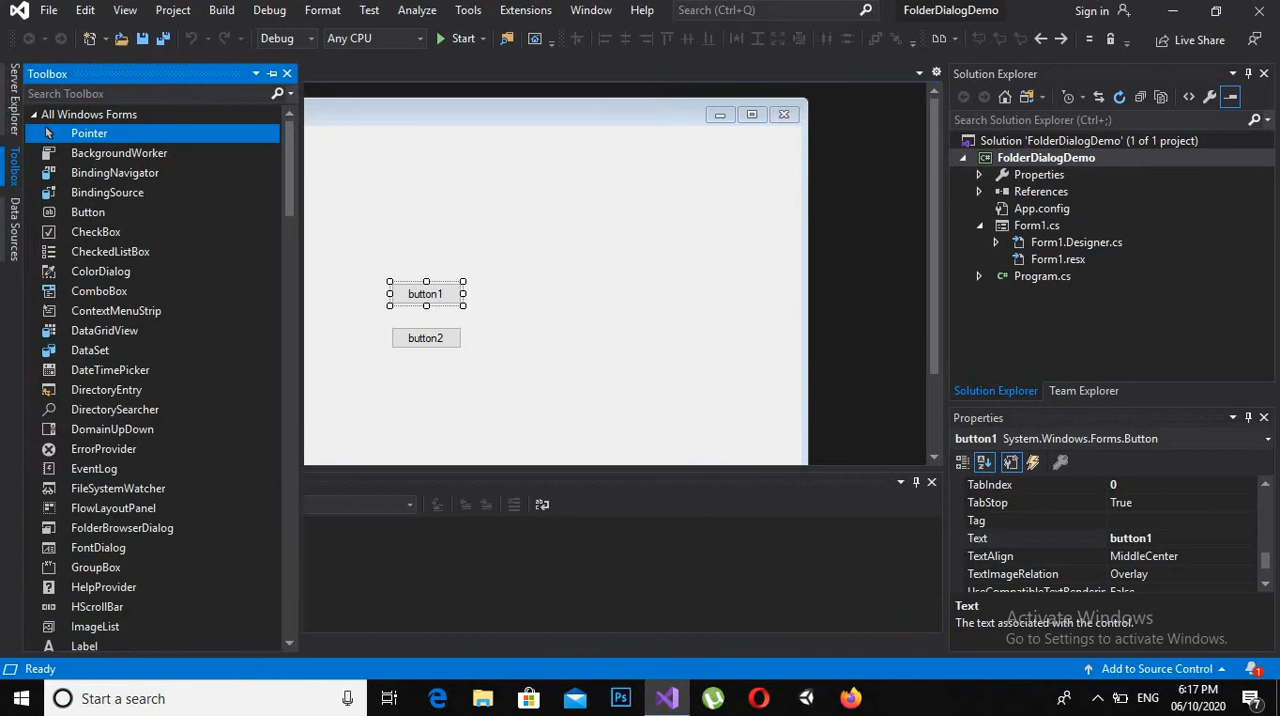 File Edit View Project Build Debug Format Test Analyze Tools Extensions Window Help Search (Ctrl+Q) FolderDialogDemo Sign in
Debug Any CPU Start Live Share
Server Explorer
Toolbox
Data Sources
Toolbox
Search Toolbox
All Windows Forms
Pointer
BackgroundWorker
BindingNavigator
BindingSource
Button
CheckBox
CheckedListBox
ColorDialog
ComboBox
ContextMenuStrip
DataGridView
DataSet
DateTimePicker
DirectoryEntry
DirectorySearcher
DomainUpDown
ErrorProvider
EventLog
FileSystemWatcher
FlowLayoutPanel
FolderBrowserDialog
FontDialog
GroupBox
HelpProvider
HScrollBar
ImageList
A Label
button1
button2
Solution Explorer
Search Solution Explorer (Ctrl+;)
Solution 'FolderDialogDemo' (1 of 1 project)
C# FolderDialogDemo
Properties
References
App.config
Form1.cs
Form1.Designer.cs
Form1.resx
Program.cs
Solution Explorer Team Explorer
Properties
button1 System.Windows.Forms.Button
TabIndex 0
TabStop True
Tag
Text button1
TextAlign MiddleCenter
TextImageRelation Overlay
UseCompatibleTextRenderin False
Text
The text associated with the control.
Activate Windows
Go to Settings to activate Windows.
Ready Add to Source Control 1
Start a search Ps ENG 6:17 PM
06/10/2020 7